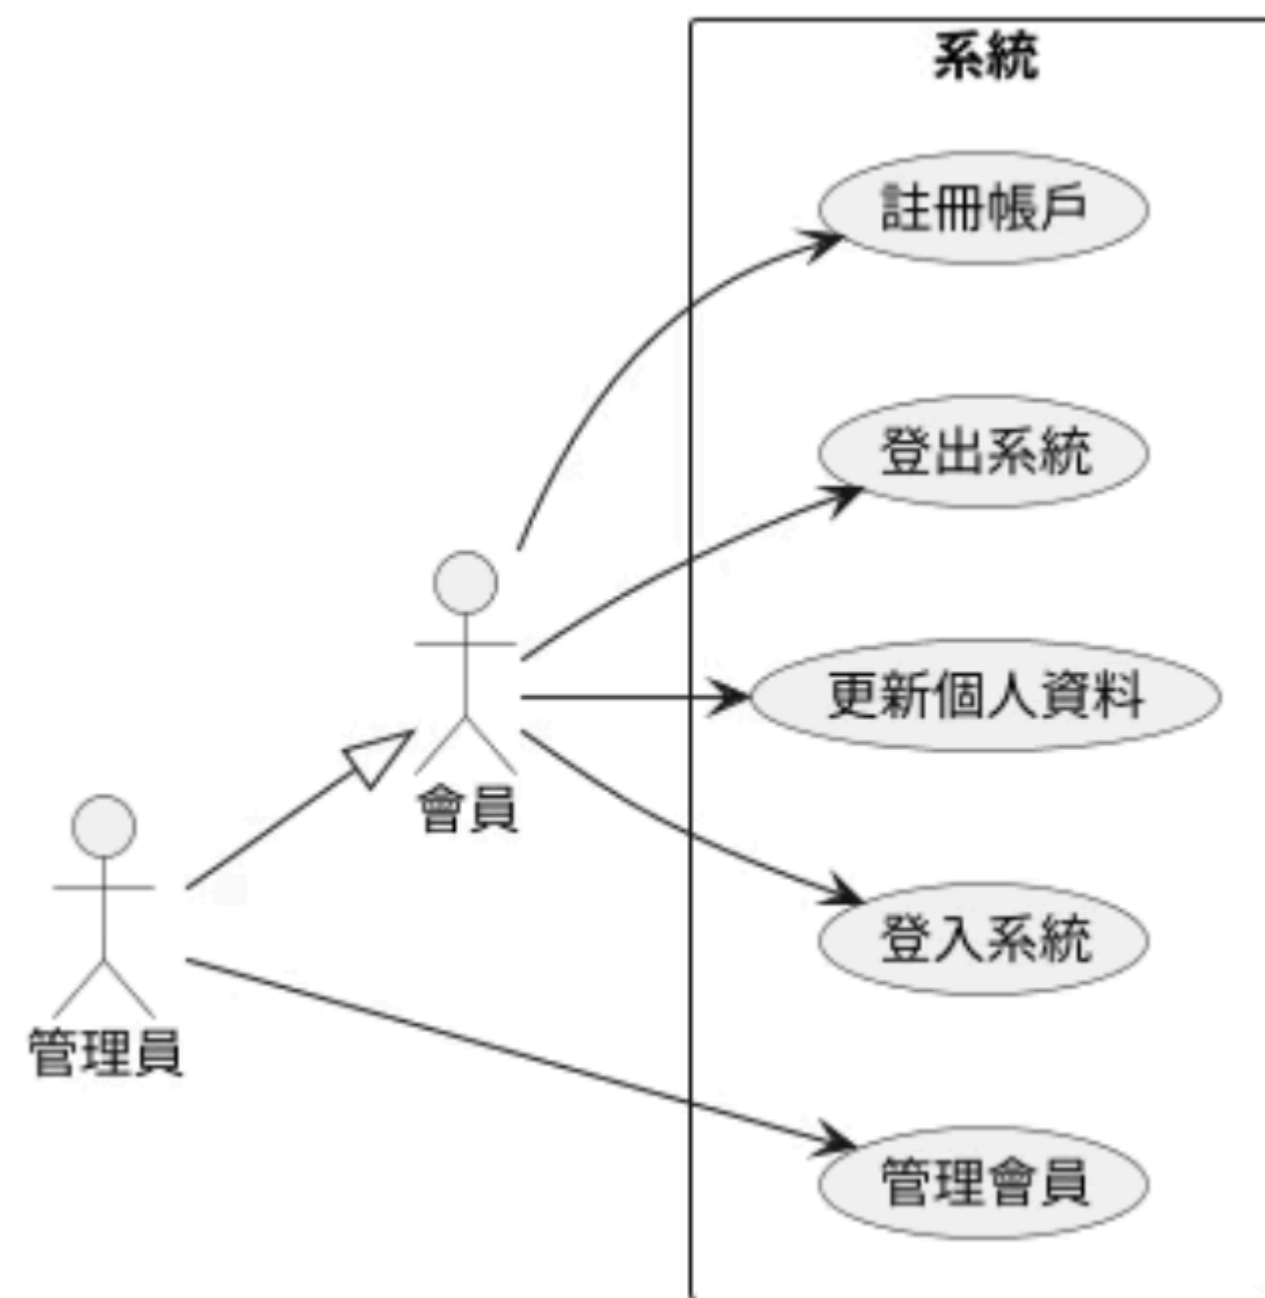 系統
註冊帳戶
登出系統
更新個人資料
會員
登入系統
管理員
管理會員